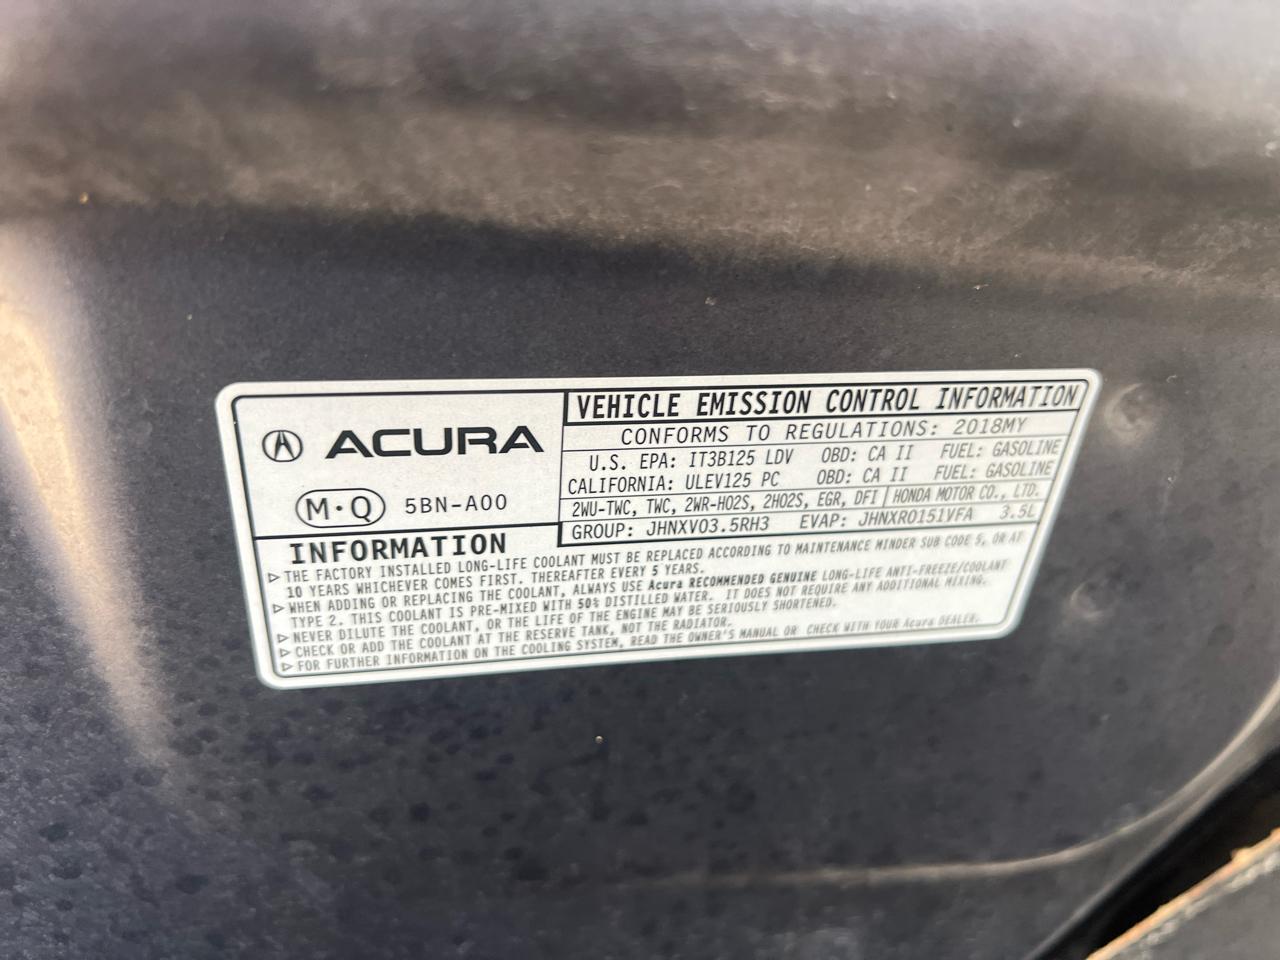 ACURA
M·Q 5BN-A00
VEHICLE EMISSION CONTROL INFORMATION
CONFORMS TO REGULATIONS: 2018MY
U.S. EPA: IT3B125 LDV OBD: CA II FUEL: GASOLINE
CALIFORNIA: ULEV125 PC OBD: CA II FUEL: GASOLINE
2WU-TWC, TWC, 2WR-HO2S, 2HO2S, EGR, DFI HONDA MOTOR CO., LTD.
GROUP: JHNXV03.5RH3 EVAP: JHNXR0151VFA 3.5L
INFORMATION
▷ THE FACTORY INSTALLED LONG-LIFE COOLANT MUST BE REPLACED ACCORDING TO MAINTENANCE MINDER SUB CODE 5, OR AT
10 YEARS WHICHEVER COMES FIRST. THEREAFTER EVERY 5 YEARS.
▷ WHEN ADDING OR REPLACING THE COOLANT, ALWAYS USE Acura RECOMMENDED GENUINE LONG-LIFE ANTI-FREEZE/COOLANT
TYPE 2. THIS COOLANT IS PRE-MIXED WITH 50% DISTILLED WATER. IT DOES NOT REQUIRE ANY ADDITIONAL MIXING.
▷ NEVER DILUTE THE COOLANT, OR THE LIFE OF THE ENGINE MAY BE SERIOUSLY SHORTENED.
▷ CHECK OR ADD THE COOLANT AT THE RESERVE TANK, NOT THE RADIATOR.
▷ FOR FURTHER INFORMATION ON THE COOLING SYSTEM, READ THE OWNER'S MANUAL OR CHECK WITH YOUR Acura DEALER.